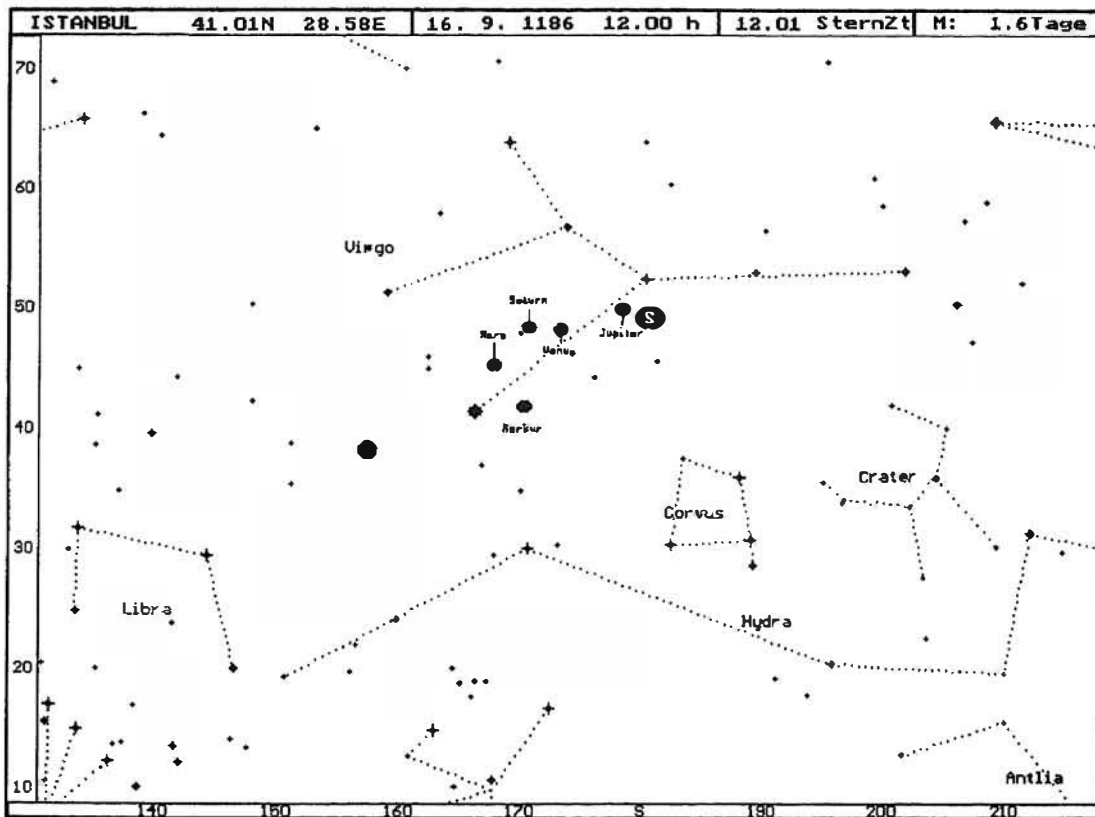 ISTANBUL 41.01N 28.58E 16. 9. 1186 12.00 h 12.01 SternZt M: 1.6Tage
70
60
Virgo
50
Saturn
Mars
S
Venus
Jupiter
40
Merkur
Crater
Corvus
30
Libra
Hydra
20
10
Antlia
140 150 160 170 S 190 200 210